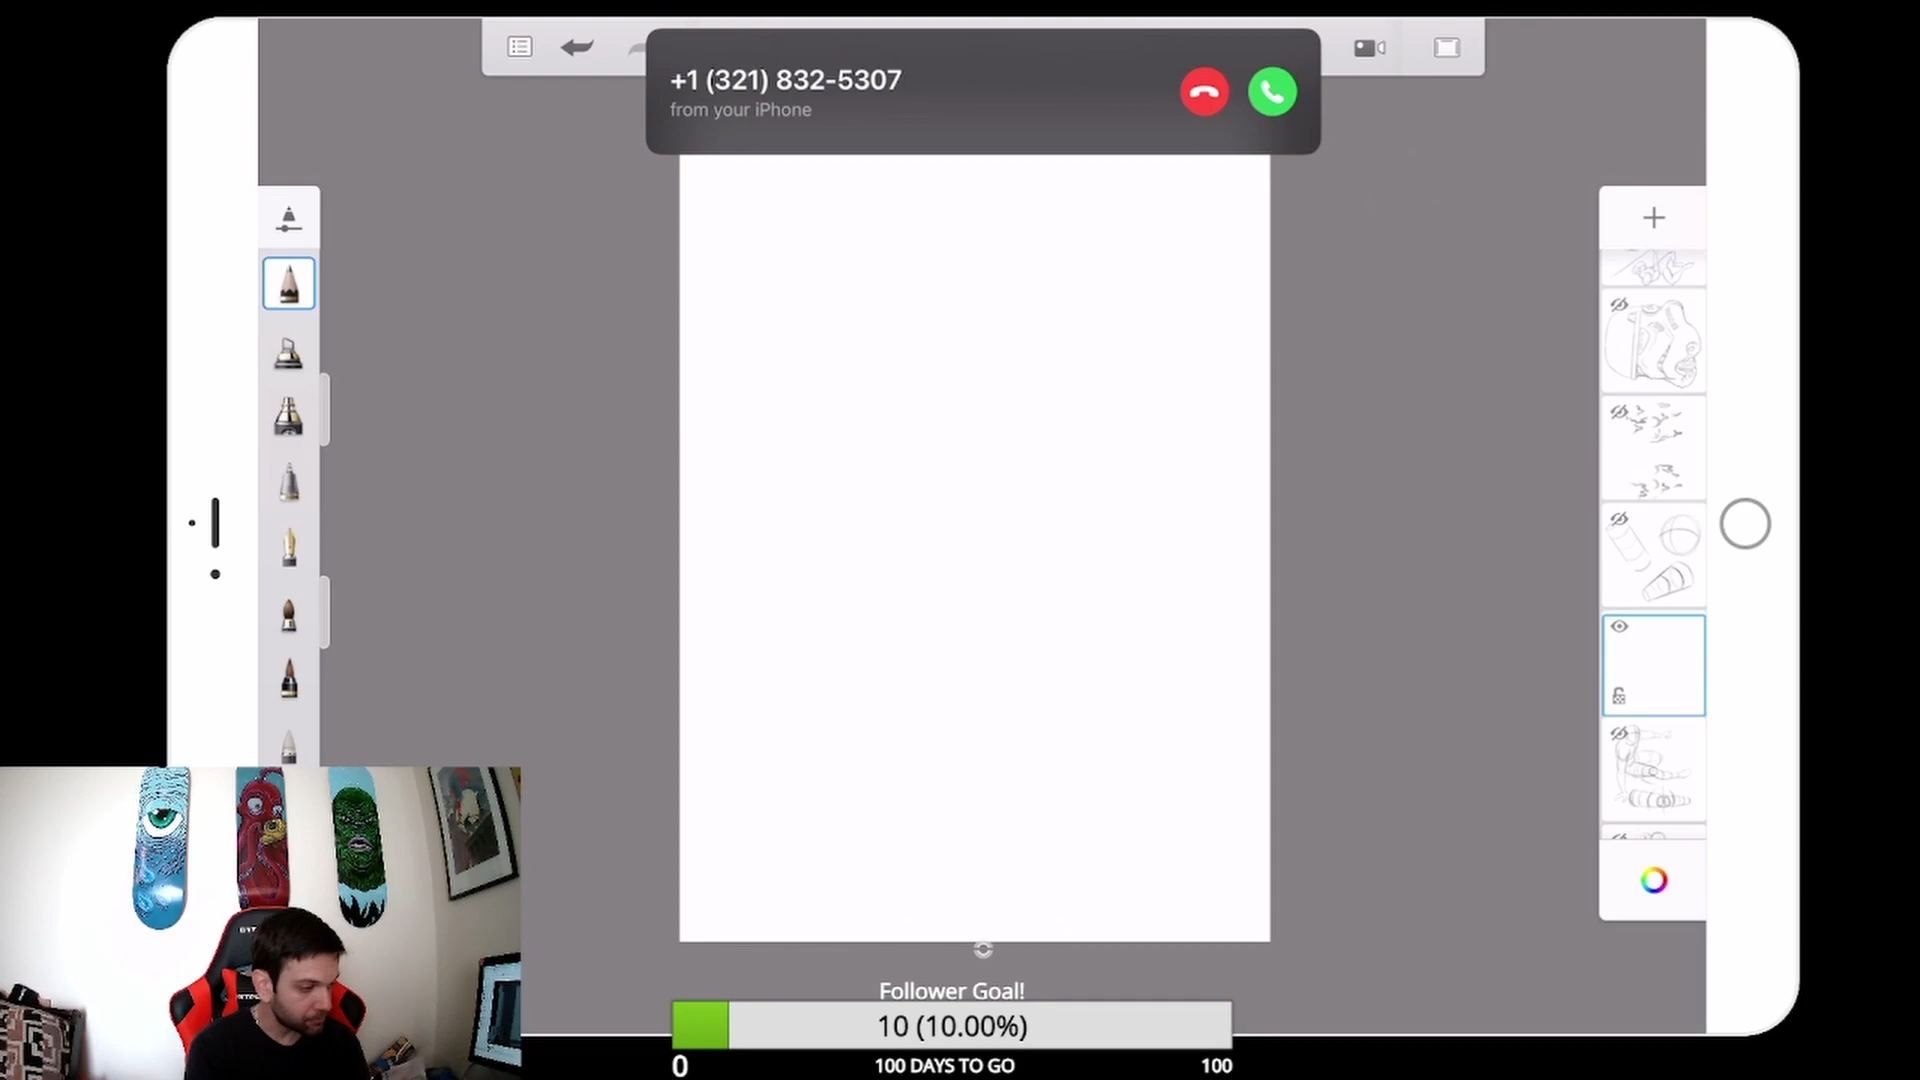 +1 (321) 832-5307
from your iPhone
Follower Goal!
10 (10.00%)
0
100 DAYS TO GO
100